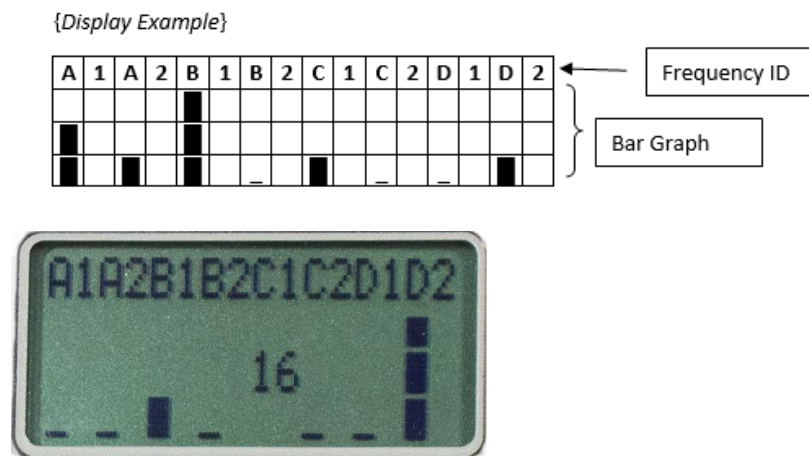 {Display Example}
A 1 A 2 B 1 B 2 C 1 C 2 D 1 D 2
Frequency ID
Bar Graph
A1A2B1B2C1C2D1D2
16